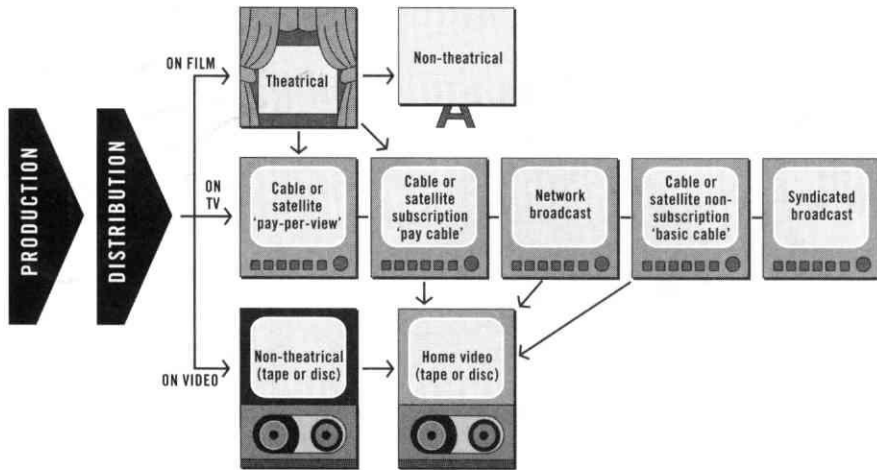 PRODUCTION
DISTRIBUTION
ON FILM
Theatrical
Non-theatrical
ON
TV
Cable or
satellite
‘pay-per-view’
Cable or
satellite
subscription
‘pay cable’
Network
broadcast
Cable or
satellite non-
subscription
‘basic cable’
Syndicated
broadcast
ON VIDEO
Non-theatrical
(tape or disc)
Home video
(tape or disc)